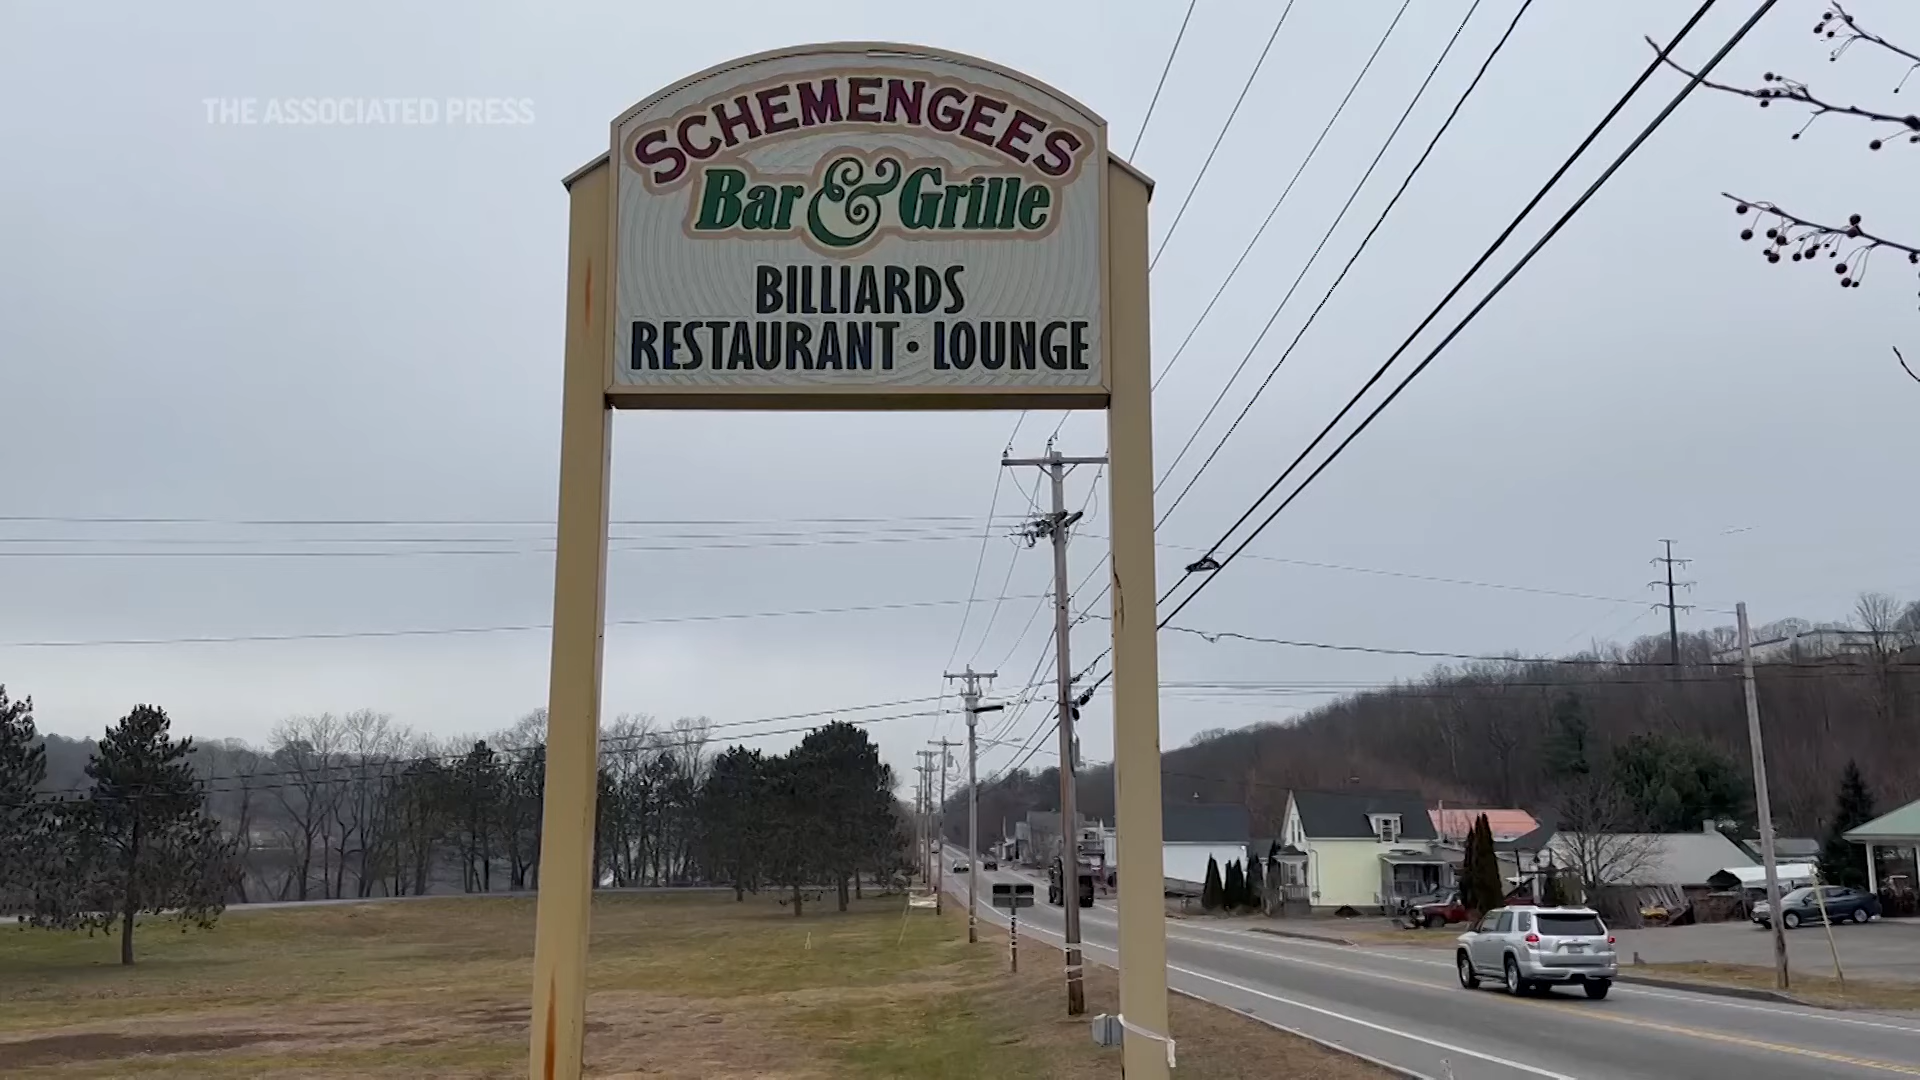 THE ASSOCIATED PRESS
SCHEMENGEES
Bar & Grille
BILLIARDS
RESTAURANT • LOUNGE